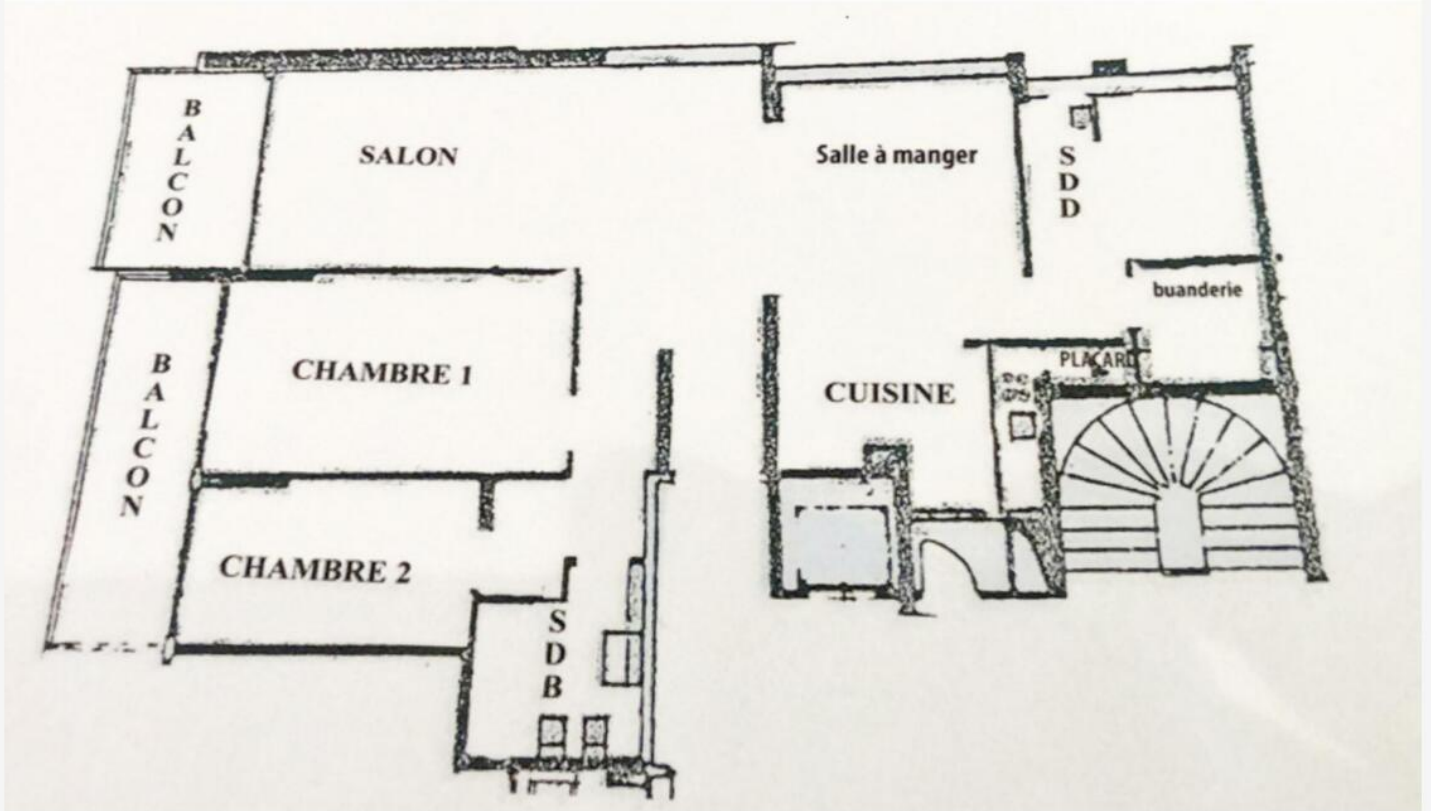 BALCON
SALON
Salle à manger
SDD
buanderie
BALCON
CHAMBRE 1
PLACARD
CUISINE
CHAMBRE 2
SDB